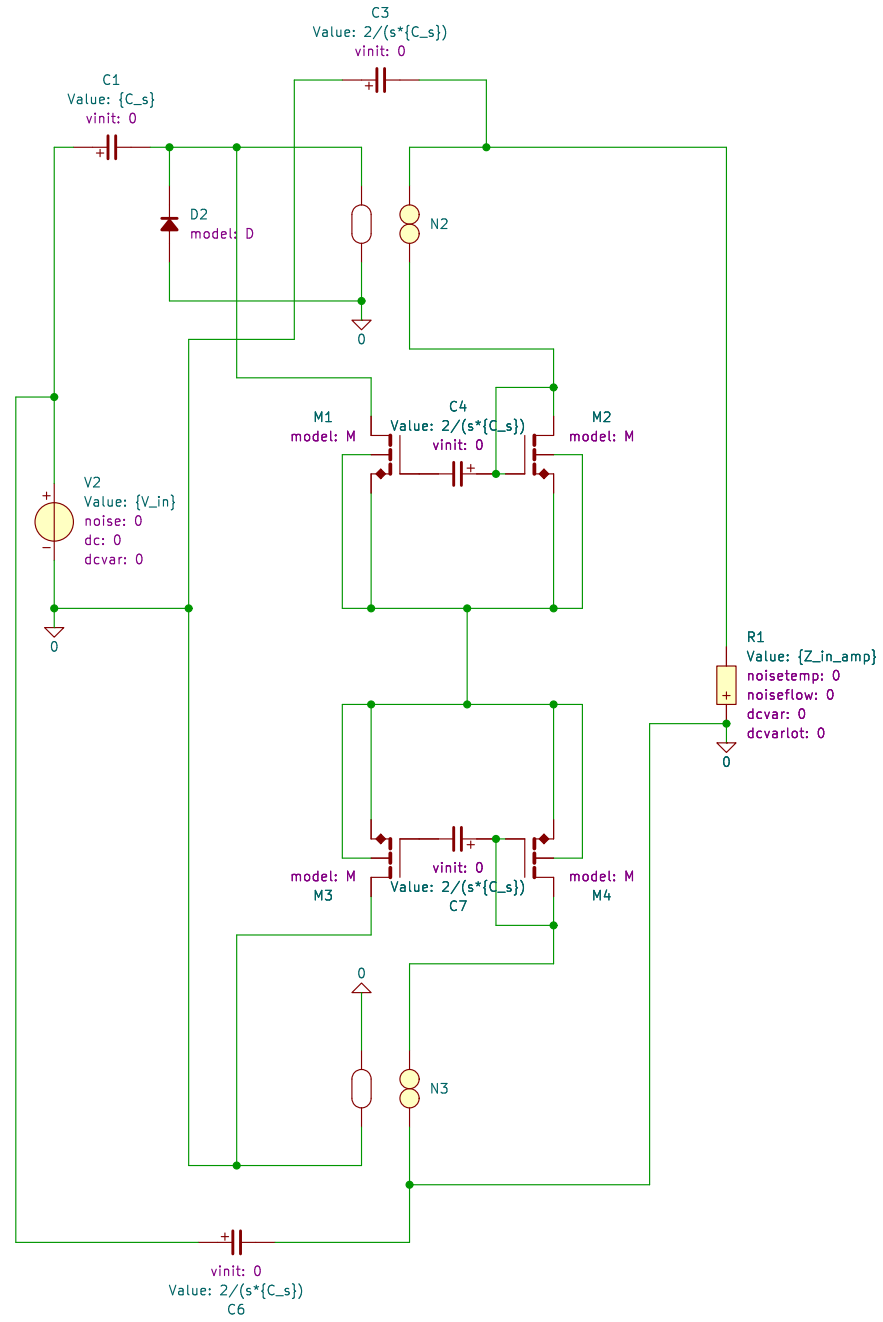 C3
Value: 2/(s*{C_s})
vinit: 0
C1
Value: {C_s}
vinit: 0
D2
model: D
N2
0
M1
model: M
C4
Value: 2/(s*{C_s})
vinit: 0
M2
model: M
V2
Value: {V_in}
noise: 0
dc: 0
dcvar: 0
0
R1
Value: {Z_in_amp}
noisetemp: 0
noiseflow: 0
dcvar: 0
dcvarlot: 0
0
model: M
M3
vinit: 0
Value: 2/(s*{C_s})
C7
model: M
M4
0
N3
vinit: 0
Value: 2/(s*{C_s})
C6